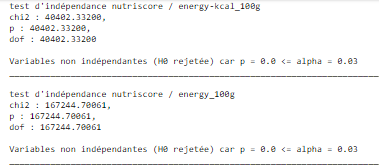 test d'indépendance nutriscore / energy-kcal_100g
chi2 : 40402.33200,
p : 40402.33200,
dof : 40402.33200
Variables non indépendantes (H0 rejetée) car p = 0.0 <= alpha = 0.03
test d'indépendance nutriscore / energy_100g
chi2 : 167244.70061,
p : 167244.70061,
dof : 167244.70061
Variables non indépendantes (H0 rejetée) car p = 0.0 <= alpha = 0.03